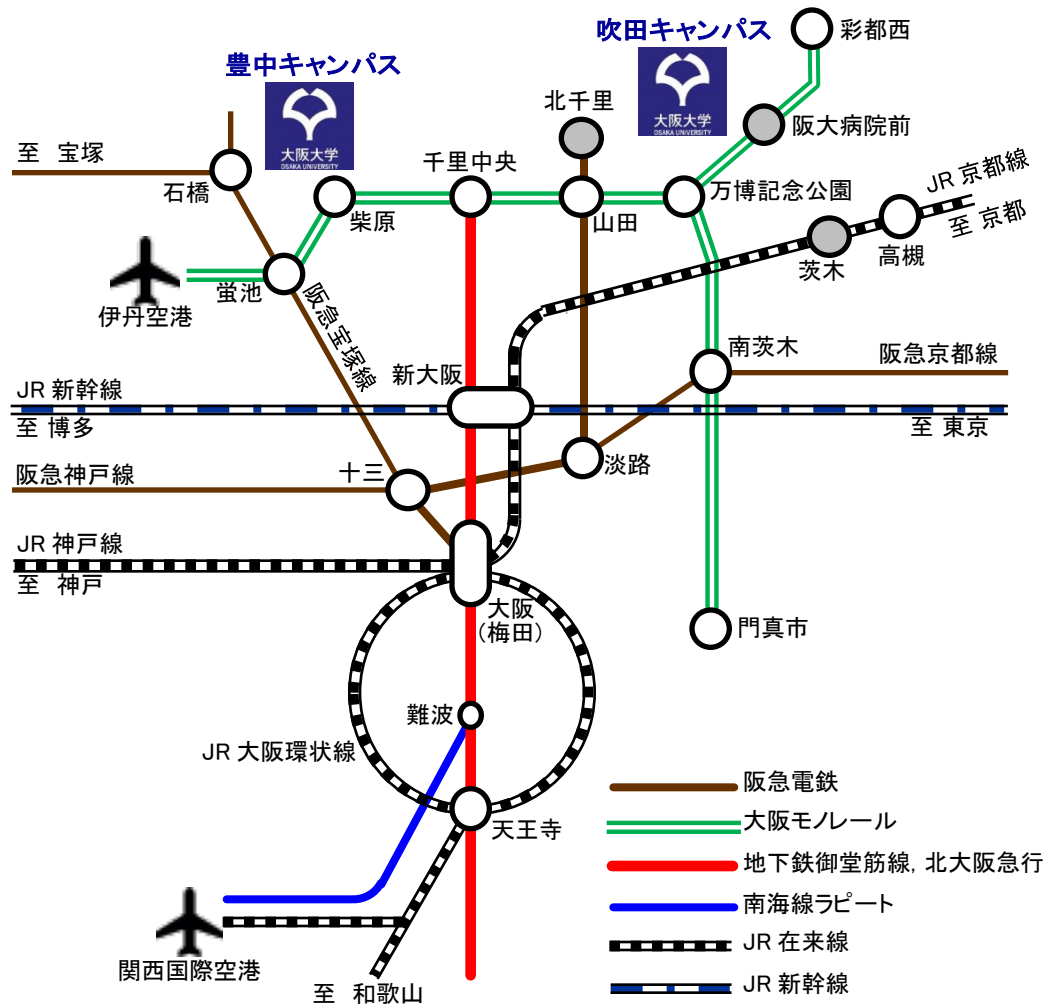 吹田キャンパス
彩都西
豊中キャンパス
大阪大学
OSAKA UNIVERSITY
北千里
阪大病院前
大阪大学
OSAKA UNIVERSITY
至 宝塚
石橋
千里中央
柴原
山田
万博記念公園
JR 京都線
至 京都
茨木
高槻
蛍池
伊丹空港
阪急宝塚線
新大阪
南茨木
阪急京都線
JR 新幹線
至 博多
至 東京
十三
淡路
阪急神戸線
JR 神戸線
至 神戸
大阪
(梅田)
門真市
難波
JR 大阪環状線
天王寺
関西国際空港
至 和歌山
阪急電鉄
大阪モノレール
地下鉄御堂筋線, 北大阪急行
南海線ラピート
JR 在来線
JR 新幹線